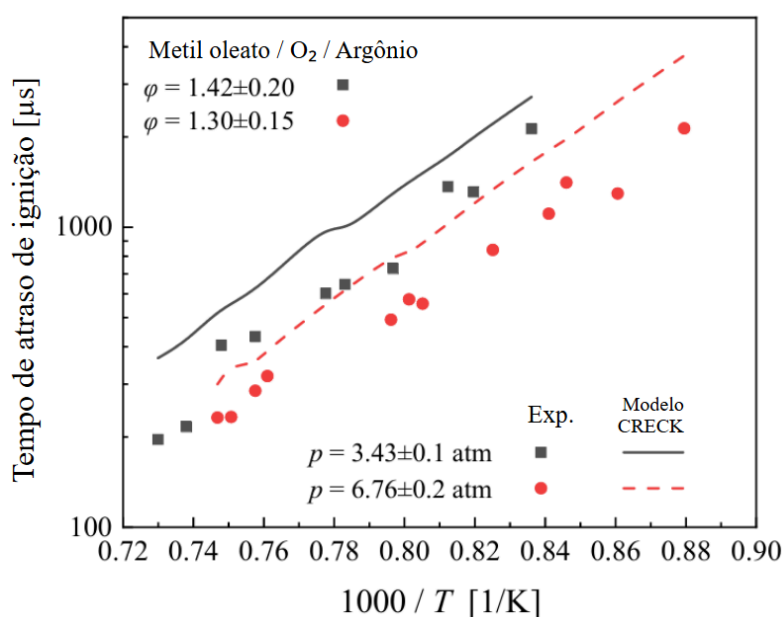 Metil oleato / O₂ / Argônio
φ = 1.42±0.20
φ = 1.30±0.15
Tempo de atraso de ignição [µs]
1000
100
Exp.
Modelo
CRECK
p = 3.43±0.1 atm
p = 6.76±0.2 atm
0.72 0.74 0.76 0.78 0.80 0.82 0.84 0.86 0.88 0.90
1000 / T [1/K]